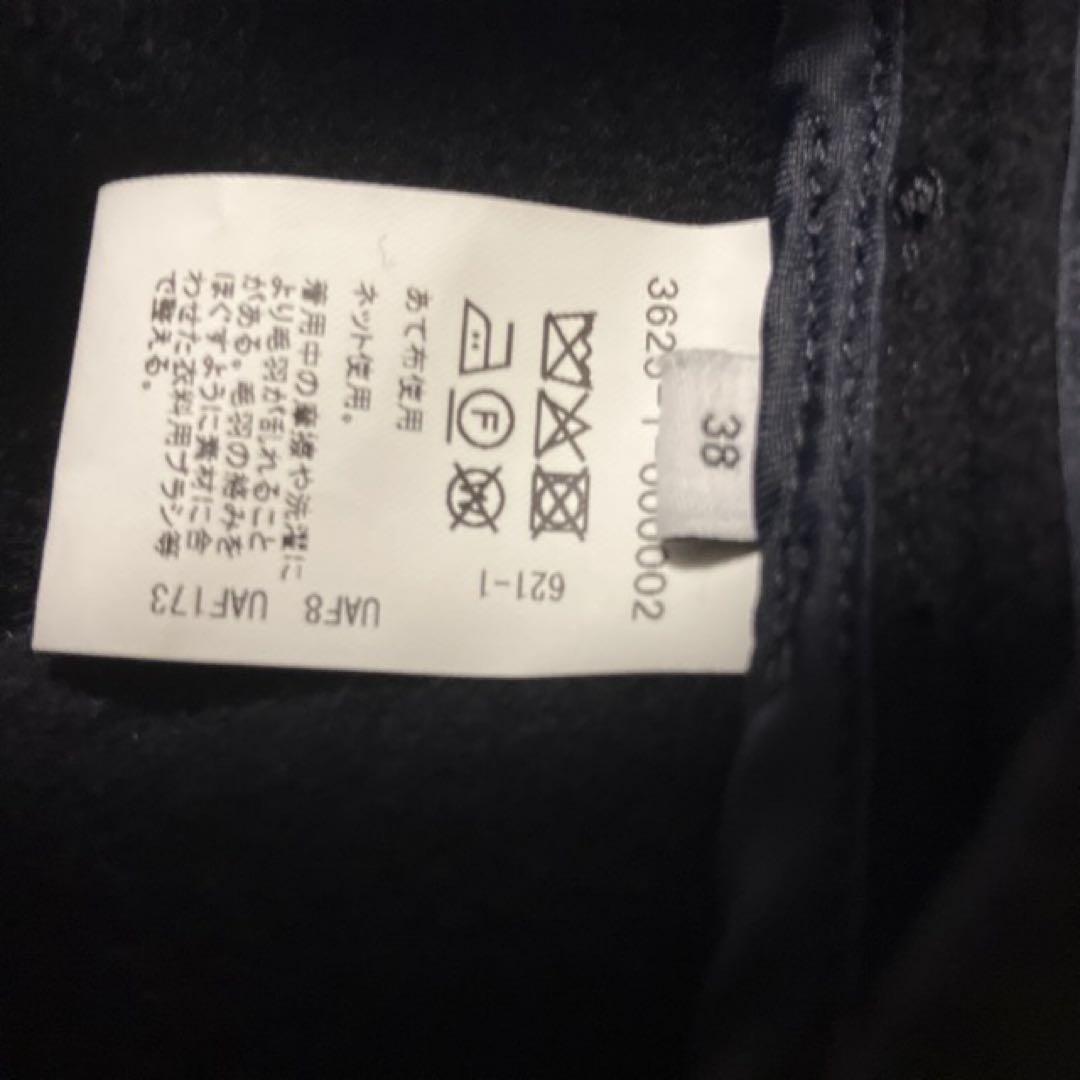 38
621-1
F
W
あて布使用
ネット使用。
着用中の摩擦や洗濯に
より毛羽が乱れること
がある。毛羽の絡みを
ほぐすように素材に合
わせた衣料用ブラシ等
で整える。
UAF8
UAF173